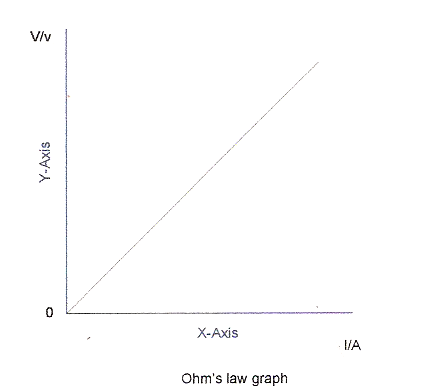 V/v
Y-Axis
0
X-Axis
I/A
Ohm's law graph